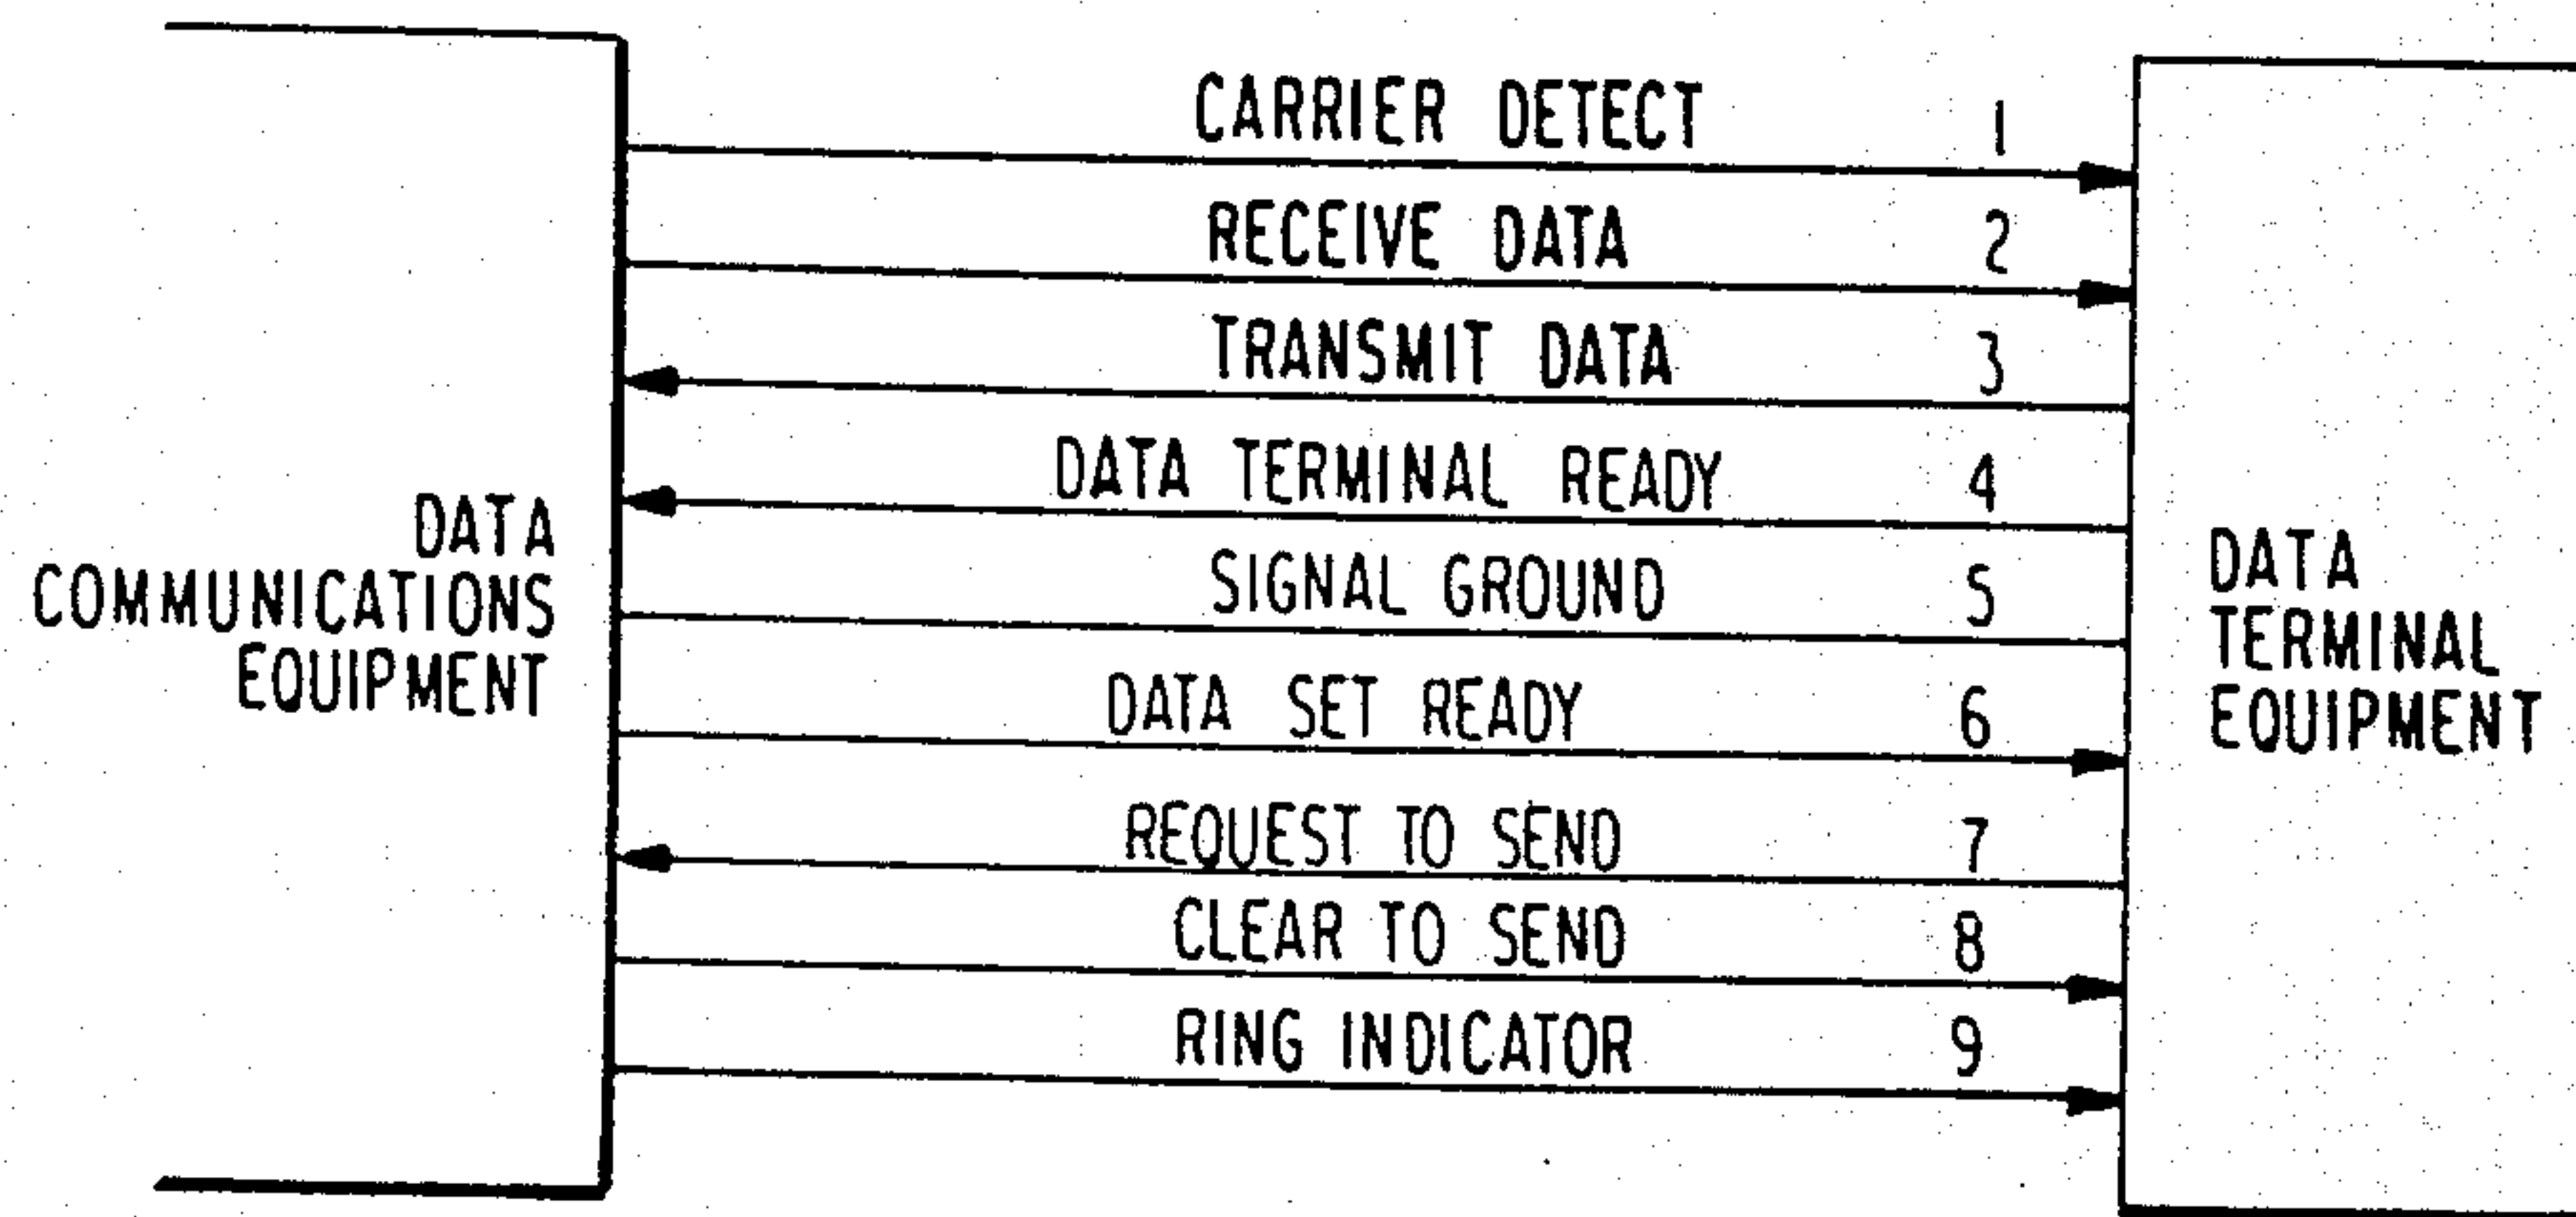 CARRIER DETECT 1
RECEIVE DATA 2
TRANSMIT DATA 3
DATA TERMINAL READY 4
SIGNAL GROUND 5
DATA SET READY 6
REQUEST TO SEND 7
CLEAR TO SEND 8
RING INDICATOR 9
DATA
COMMUNICATIONS
EQUIPMENT
DATA
TERMINAL
EQUIPMENT